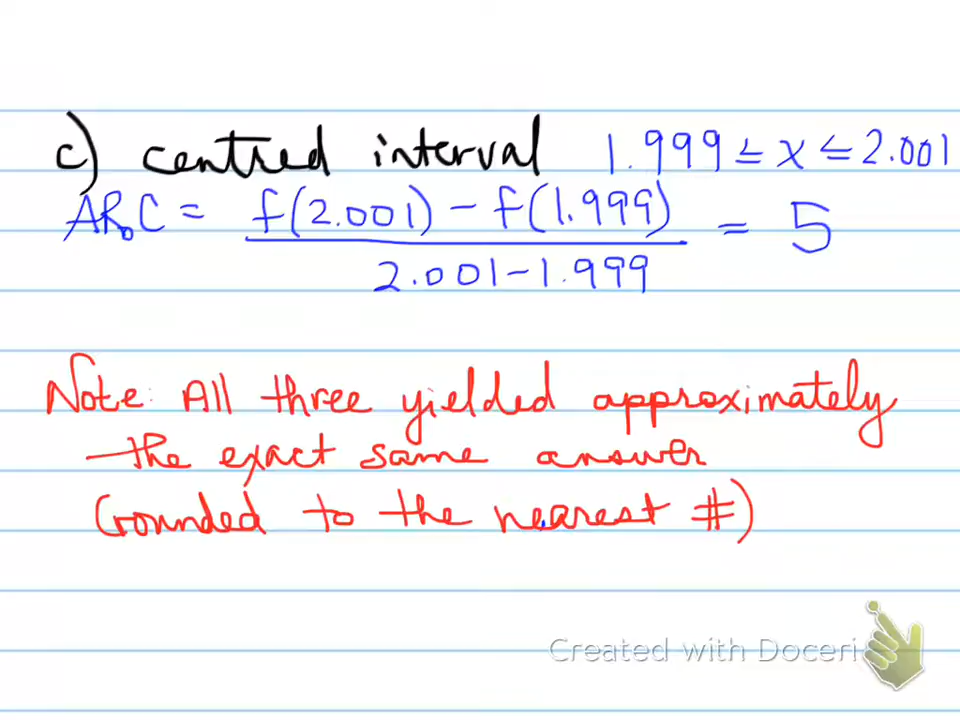 c) centred interval 1.999 ≤ x ≤ 2.001
ARoC = f(2.001) - f(1.999) / 2.001 - 1.999 = 5
Note: All three yielded approximately
the exact same answer
(rounded to the nearest #)
Created with Doceri